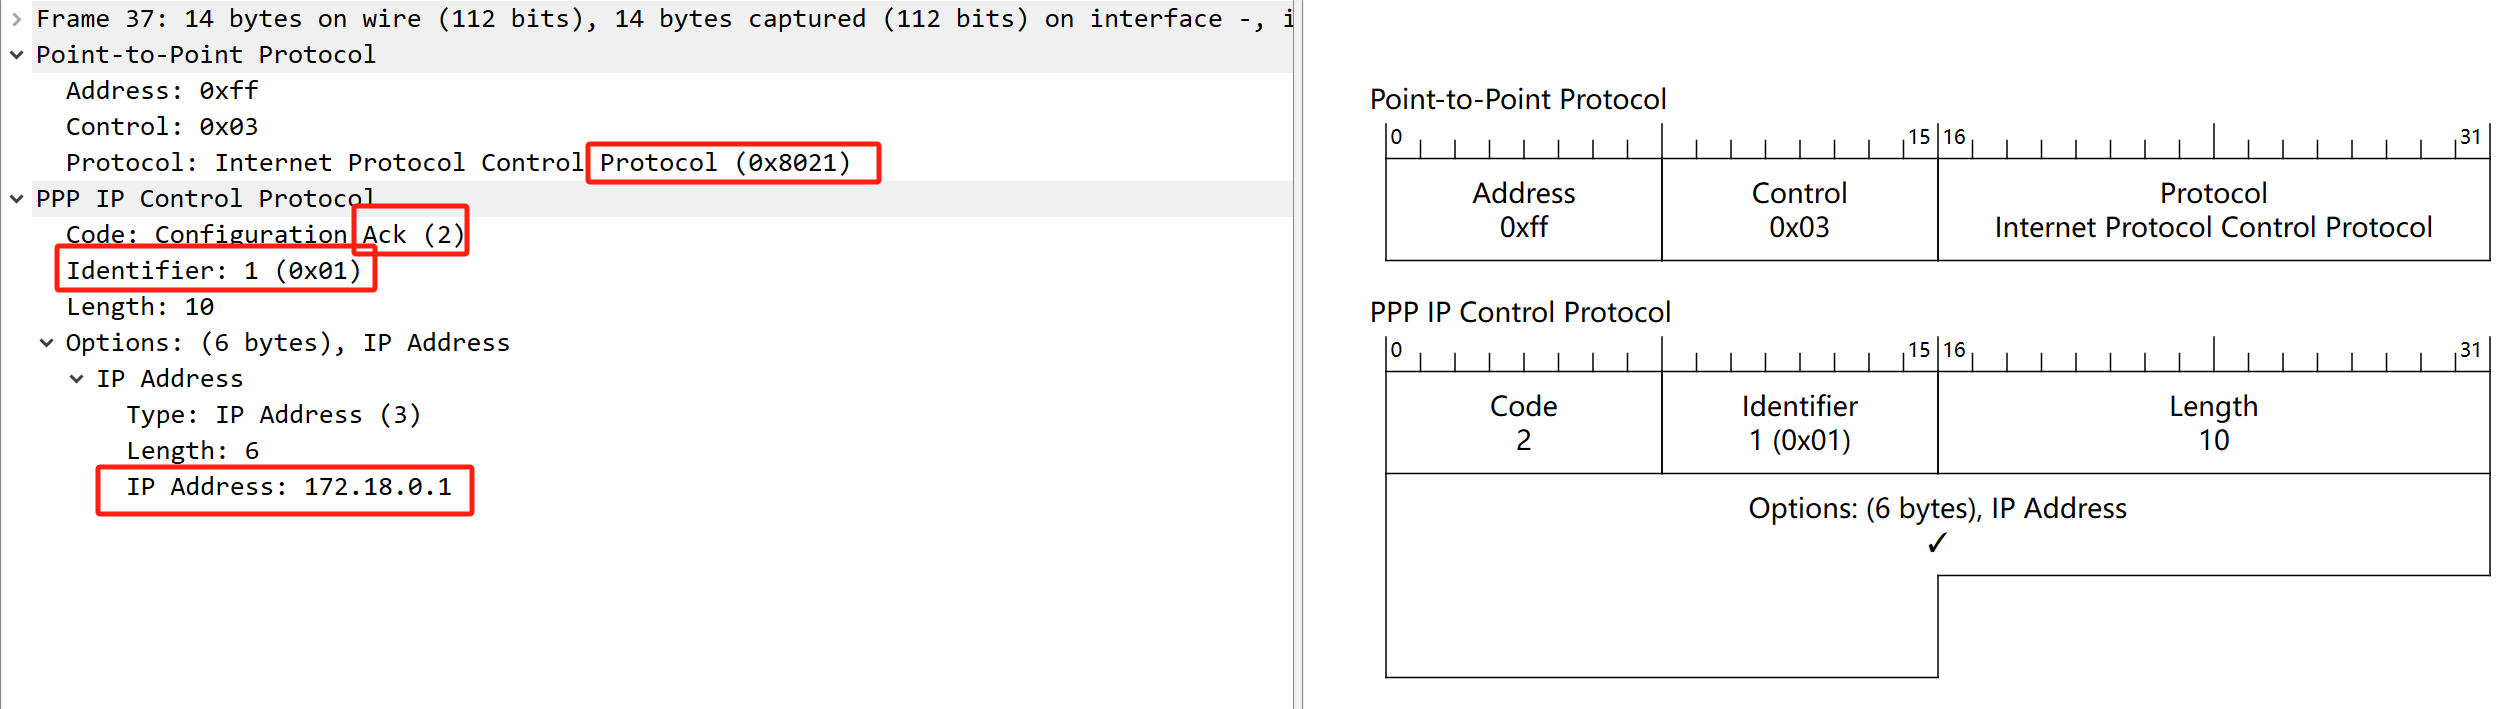 Frame 37: 14 bytes on wire (112 bits), 14 bytes captured (112 bits) on interface -, i
Point-to-Point Protocol
Address: 0xff
Control: 0x03
Protocol: Internet Protocol Control Protocol (0x8021)
PPP IP Control Protocol
Code: Configuration Ack (2)
Identifier: 1 (0x01)
Length: 10
Options: (6 bytes), IP Address
IP Address
Type: IP Address (3)
Length: 6
IP Address: 172.18.0.1
Point-to-Point Protocol
0 15 16 31
Address Control Protocol
0xff 0x03 Internet Protocol Control Protocol
PPP IP Control Protocol
0 15 16 31
Code Identifier Length
2 1 (0x01) 10
Options: (6 bytes), IP Address
✓